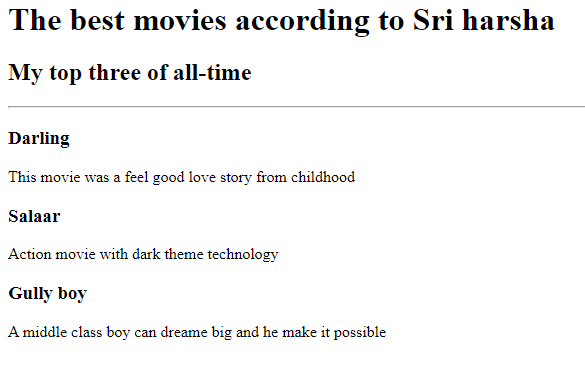 The best movies according to Sri harsha
My top three of all-time
Darling
This movie was a feel good love story from childhood
Salaar
Action movie with dark theme technology
Gully boy
A middle class boy can dreame big and he make it possible